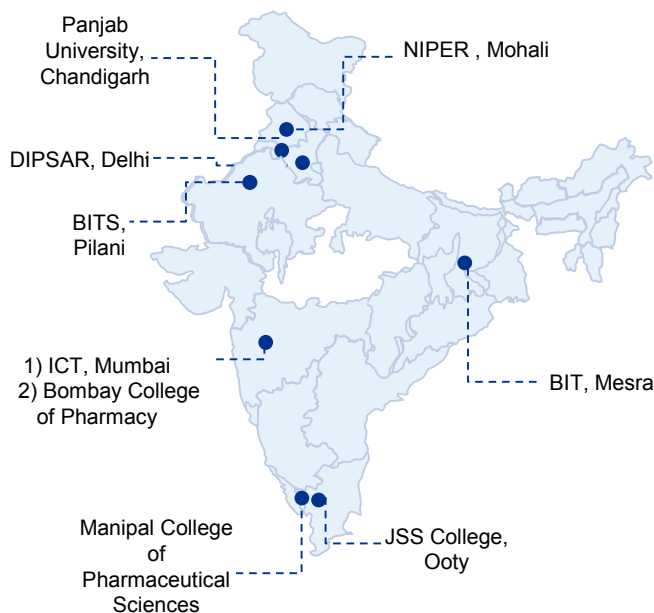 Panjab
University,
Chandigarh
NIPER , Mohali
DIPSAR, Delhi
BITS,
Pilani
1) ICT, Mumbai
2) Bombay College
of Pharmacy
BIT, Mesra
Manipal College
of
Pharmaceutical
Sciences
JSS College,
Ooty